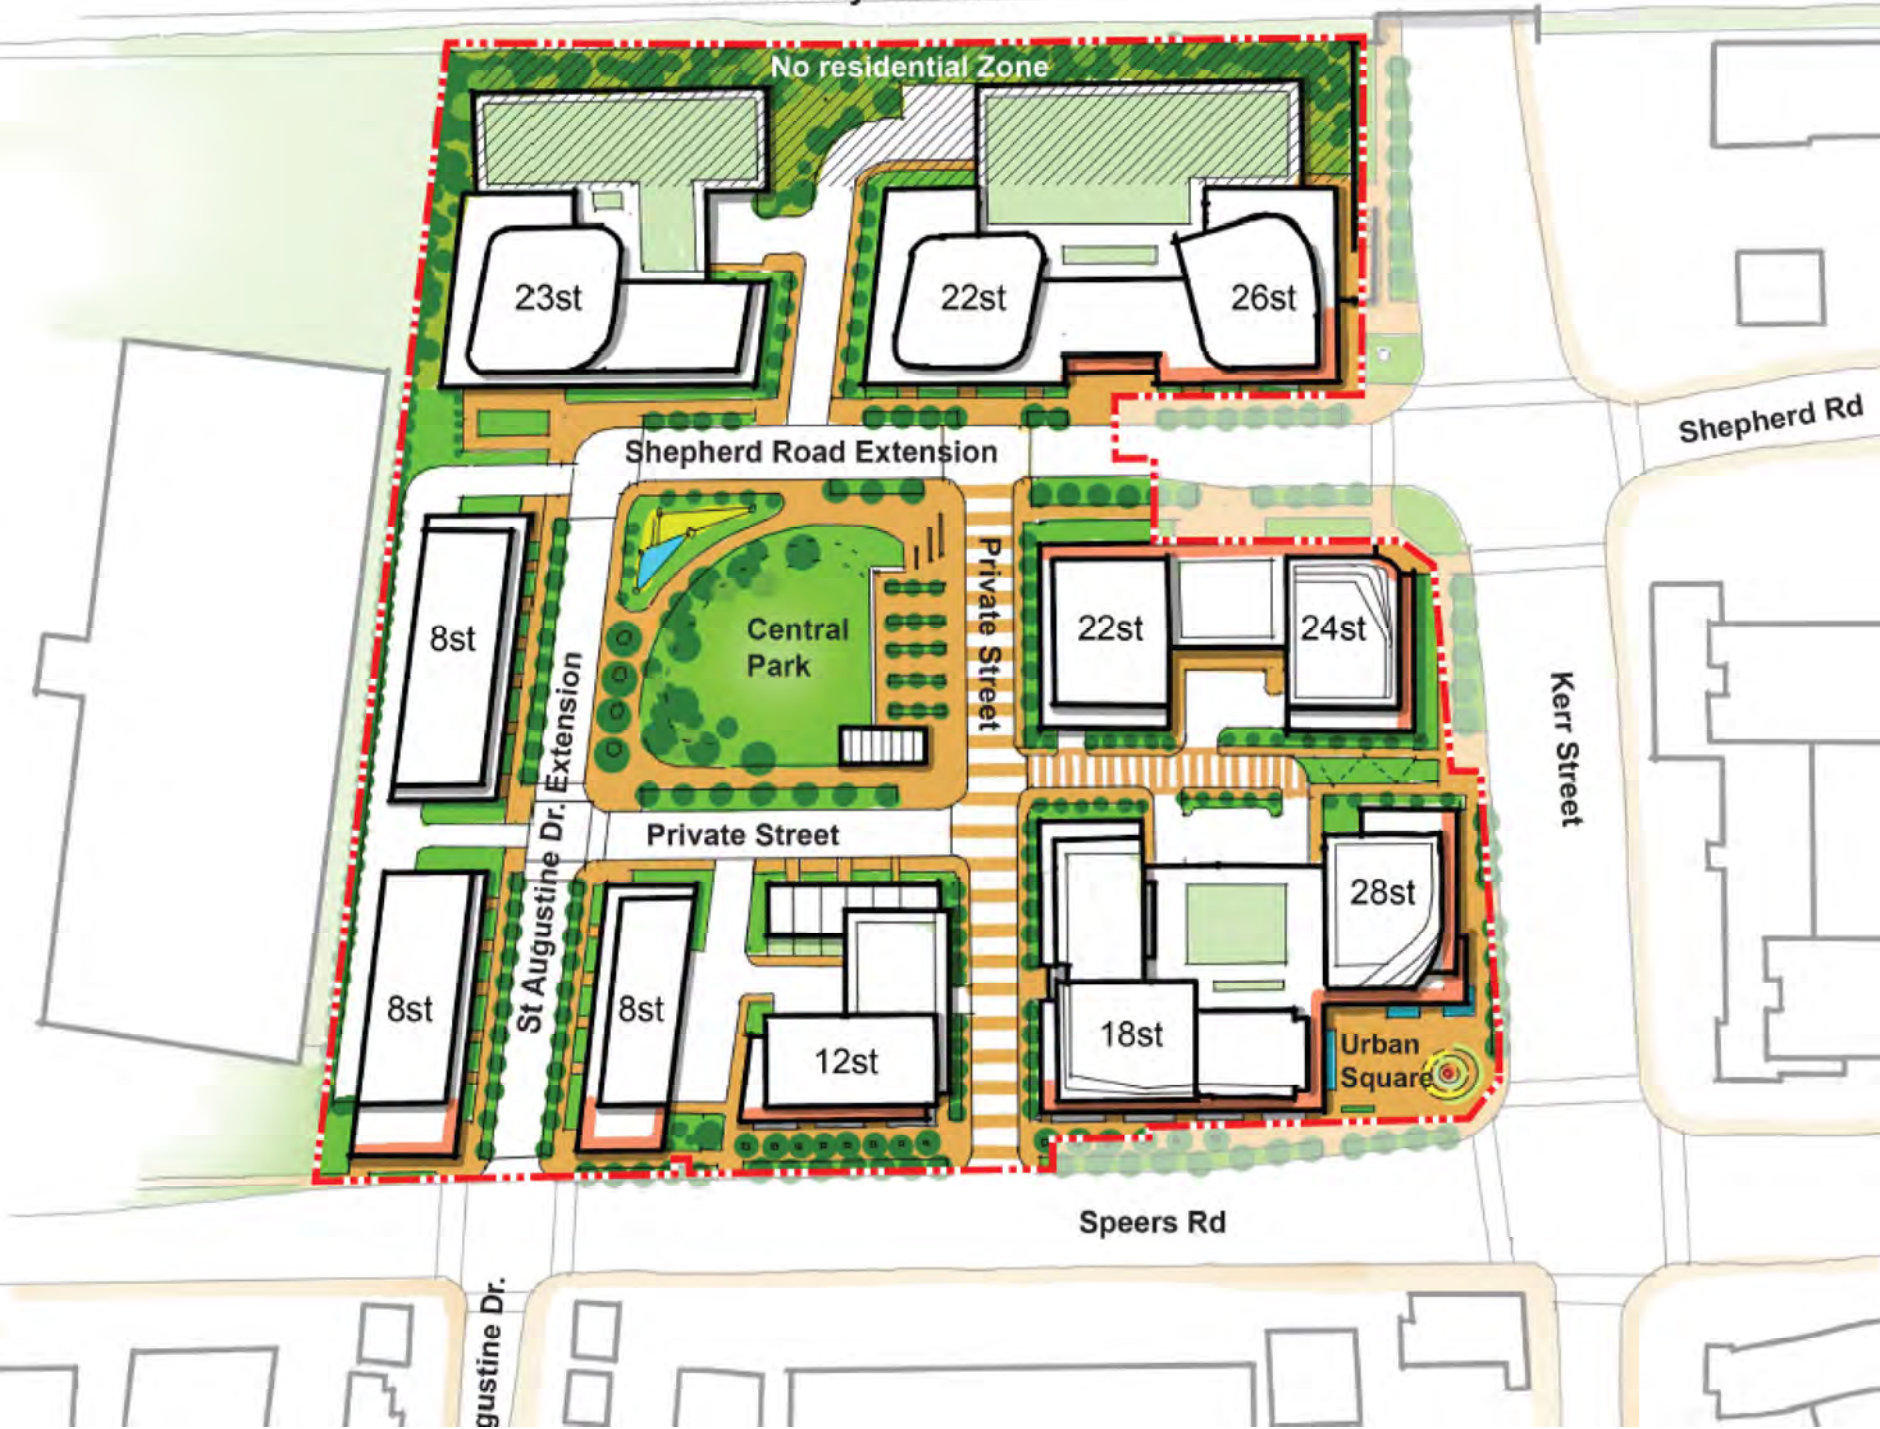 No residential Zone
23st
22st
26st
Shepherd Rd
Shepherd Road Extension
Private Street
Central
Park
22st
24st
8st
St Augustine Dr. Extension
Kerr Street
Private Street
28st
8st
8st
12st
18st
Urban
Square
Speers Rd
gustine Dr.